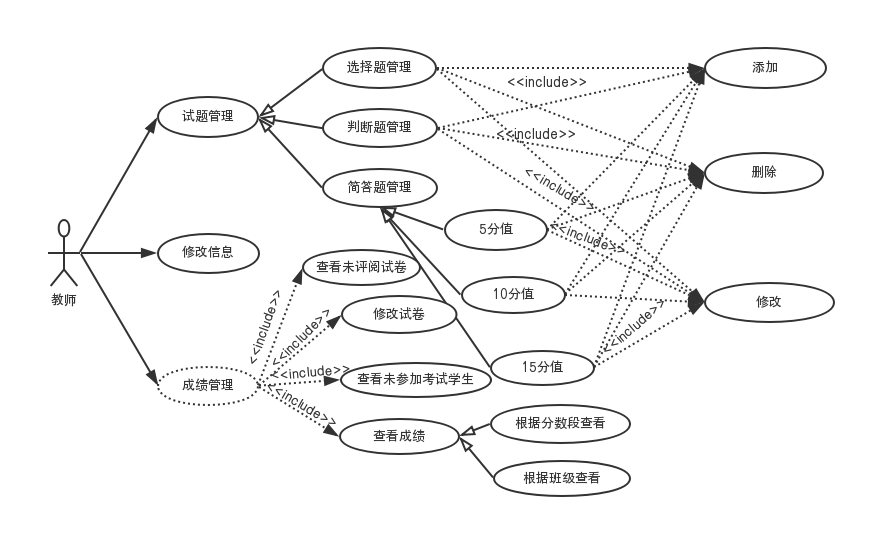 选择题管理
添加
<<include>>
试题管理
判断题管理
<<include>>
删除
简答题管理
<<include>>
5分值
<<include>>
修改信息
查看未评阅试卷
教师
10分值
修改
<<include>>
<<include>>
修改试卷
<<include>>
15分值
<<include>>
查看未参加考试学生
成绩管理
<<include>>
根据分数段查看
查看成绩
根据班级查看